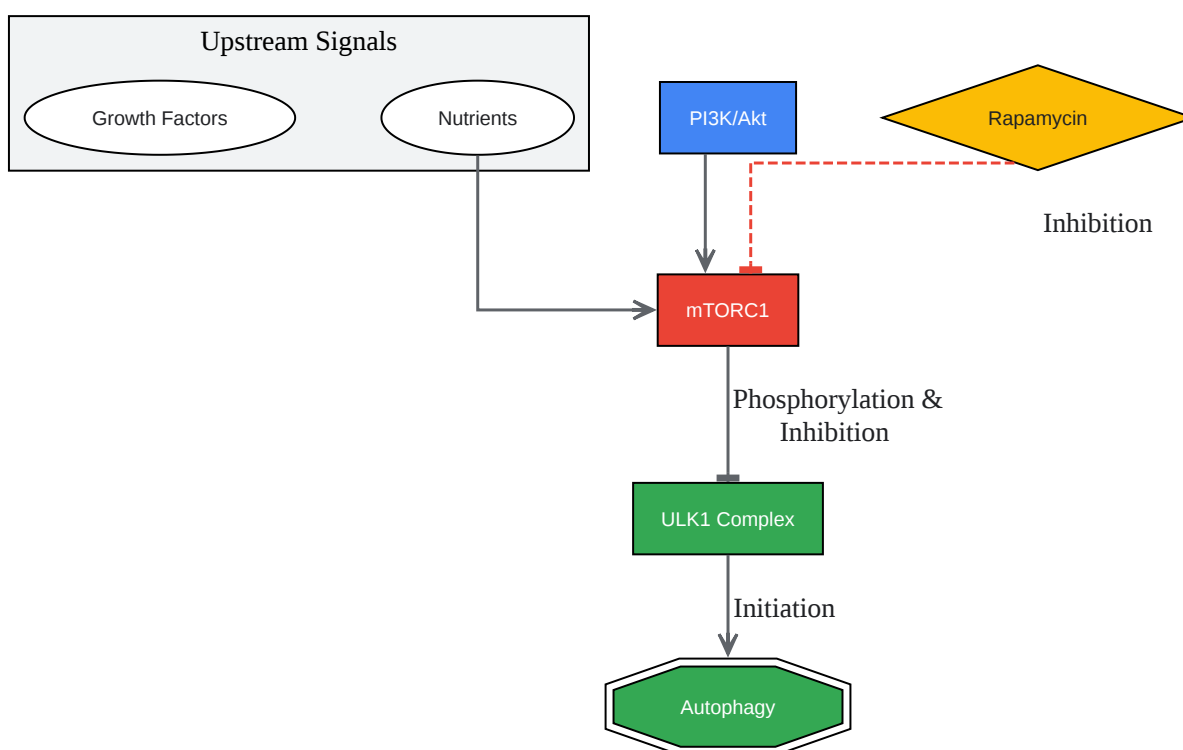 Upstream Signals
Growth Factors
Nutrients
PI3K/Akt
Rapamycin
Inhibition
mTORC1
Phosphorylation &
Inhibition
ULK1 Complex
Initiation
Autophagy